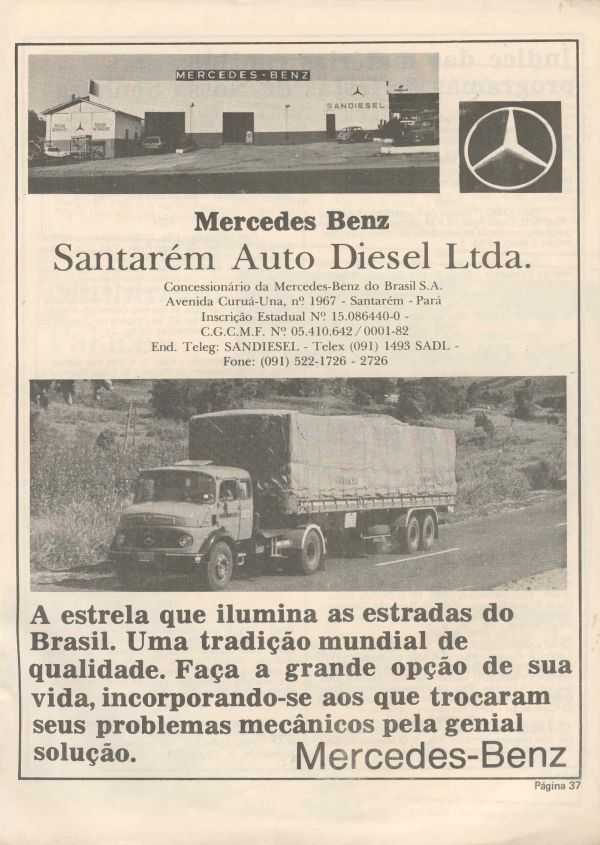 MERCEDES-BENZ
SANDIESEL
Mercedes Benz
Santarém Auto Diesel Ltda.
Concessionário da Mercedes-Benz do Brasil S.A.
Avenida Curuá-Una, nº 1967 - Santarém - Pará
Inscrição Estadual Nº 15.086440-0 -
C.G.C.M.F. Nº 05.410.642/0001-82
End. Teleg: SANDIESEL - Telex (091) 1493 SADL -
Fone: (091) 522-1726 - 2726
A estrela que ilumina as estradas do
Brasil. Uma tradição mundial de
qualidade. Faça a grande opção de sua
vida, incorporando-se aos que trocaram
seus problemas mecânicos pela genial
solução.
Mercedes-Benz
Página 37